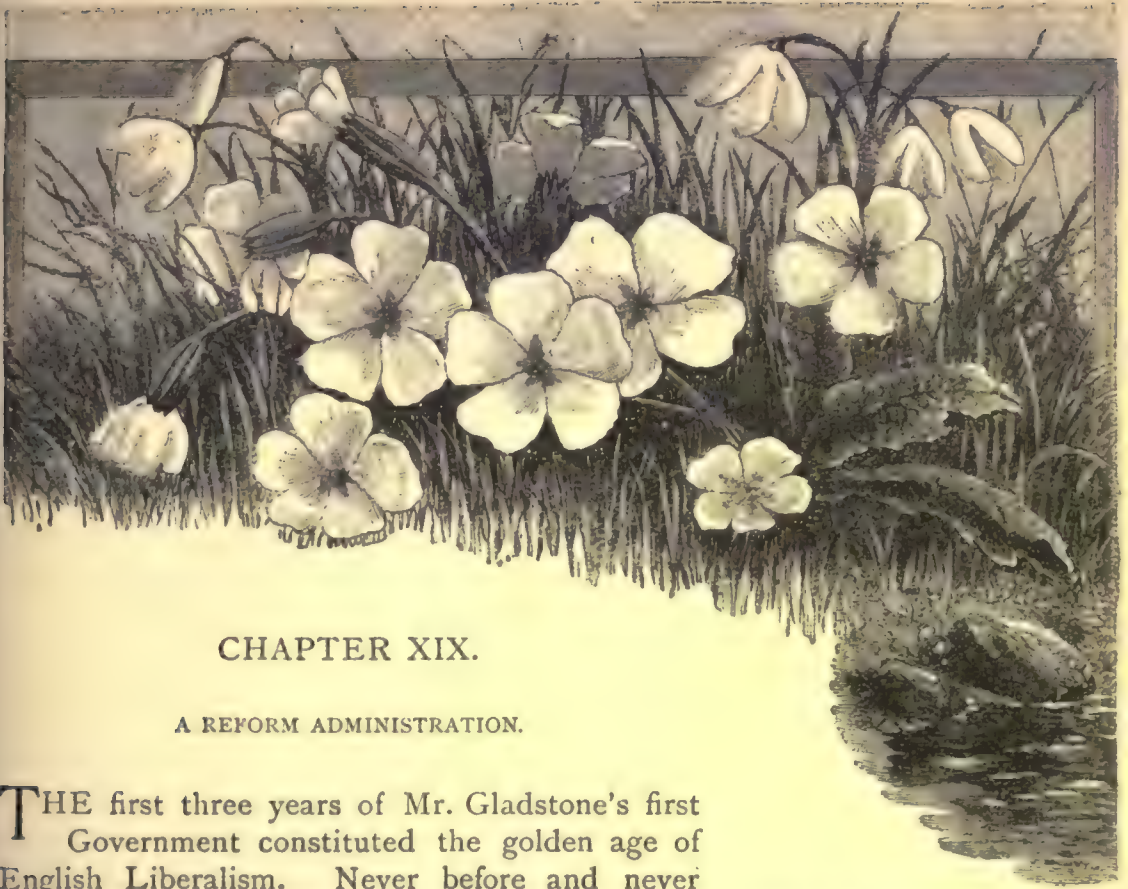 CHAPTER XIX.
A REFORM ADMINISTRATION.
THE first three years of Mr. Gladstone's first
Government constituted the golden age of
English Liberalism. Never before and never